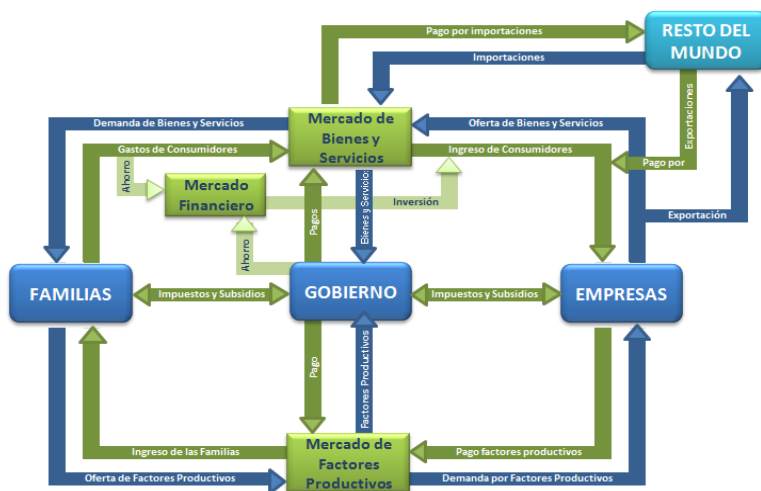 Pago por importaciones
RESTO DEL
MUNDO
Importaciones
Exportaciones
Demanda de Bienes y Servicios
Mercado de
Bienes y
Servicios
Oferta de Bienes y Servicios
Gastos de Consumidores
Ingreso de Consumidores
Pago por
Ahorro
Mercado
Financiero
Inversión
Pagos
Bienes y Servicios
Exportación
Ahorro
FAMILIAS
Impuestos y Subsidios
GOBIERNO
Impuestos y Subsidios
EMPRESAS
Pago
Factores Productivos
Ingreso de las Familias
Mercado de
Factores
Productivos
Pago factores productivos
Oferta de Factores Productivos
Demanda por Factores Productivos